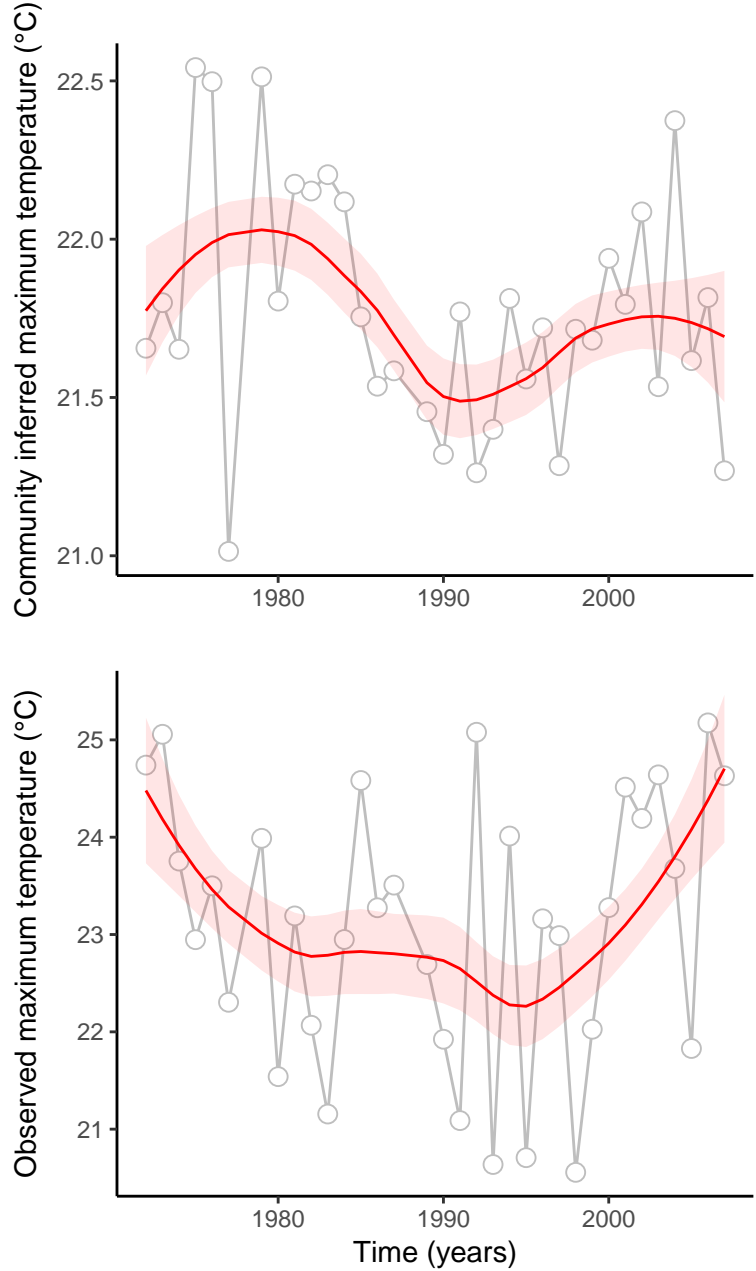 Community inferred maximum temperature (°C)
22.5
22.0
21.5
21.0
1980 1990 2000
Observed maximum temperature (°C)
25
24
23
22
21
1980 1990 2000
Time (years)